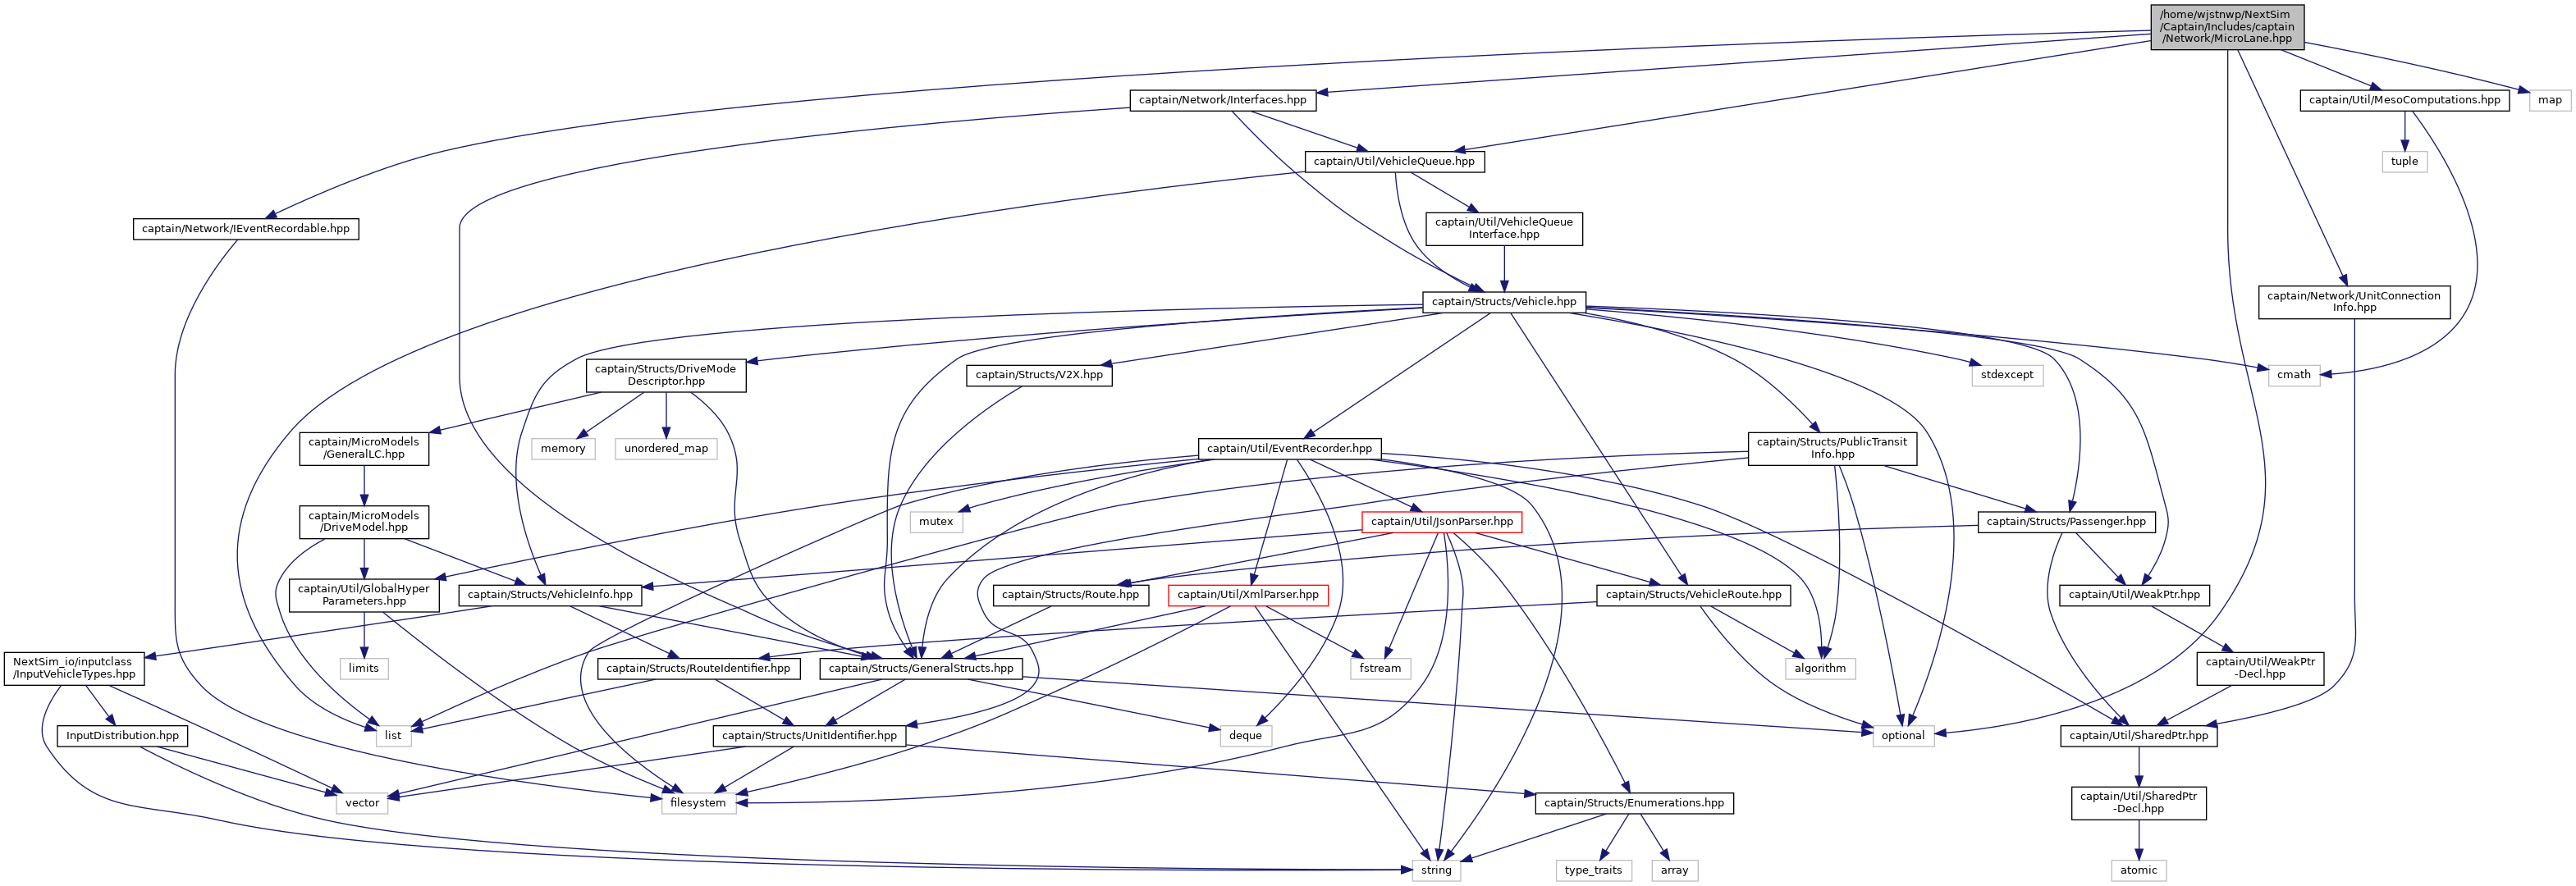 /home/wjstnwp/NextSim
/Captain/Includes/captain
/Network/MicroLane.hpp
captain/Network/Interfaces.hpp
captain/Util/MesoComputations.hpp
map
captain/Util/VehicleQueue.hpp
tuple
captain/Network/IEventRecordable.hpp
captain/Util/VehicleQueue
Interface.hpp
captain/Structs/Vehicle.hpp
captain/Network/UnitConnection
Info.hpp
captain/Structs/DriveMode
Descriptor.hpp
captain/Structs/V2X.hpp
stdexcept
cmath
captain/MicroModels
/GeneralLC.hpp
memory
unordered_map
captain/Util/EventRecorder.hpp
captain/Structs/PublicTransit
Info.hpp
captain/MicroModels
/DriveModel.hpp
mutex
captain/Util/JsonParser.hpp
captain/Structs/Passenger.hpp
captain/Util/GlobalHyper
Parameters.hpp
captain/Structs/VehicleInfo.hpp
captain/Structs/Route.hpp
captain/Util/XmlParser.hpp
captain/Structs/VehicleRoute.hpp
captain/Util/WeakPtr.hpp
NextSim_io/inputclass
/InputVehicleTypes.hpp
limits
captain/Structs/RouteIdentifier.hpp
captain/Structs/GeneralStructs.hpp
fstream
algorithm
captain/Util/WeakPtr
-Decl.hpp
InputDistribution.hpp
list
captain/Structs/UnitIdentifier.hpp
deque
optional
captain/Util/SharedPtr.hpp
vector
filesystem
captain/Structs/Enumerations.hpp
captain/Util/SharedPtr
-Decl.hpp
string
type_traits
array
atomic